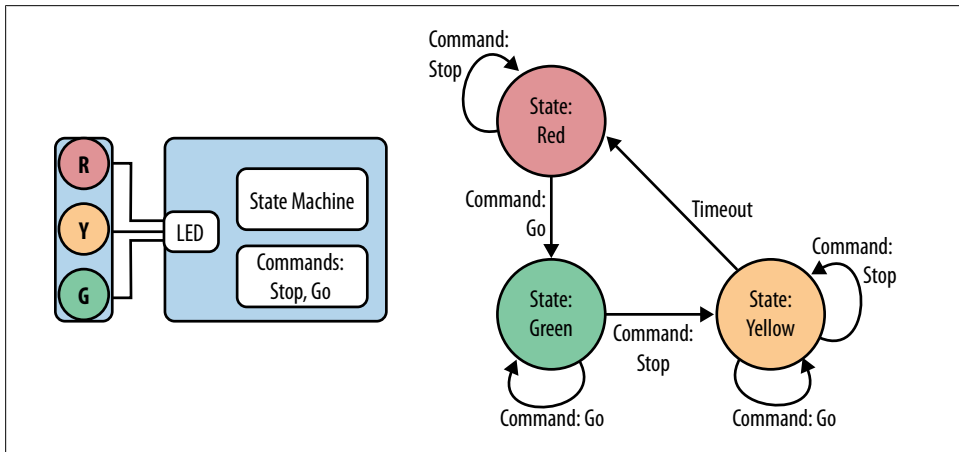 R
Y
G
LED
State Machine
Commands:
Stop, Go
Command:
Stop
State:
Red
Command:
Go
Timeout
State:
Green
Command:
Stop
State:
Yellow
Command:
Stop
Command: Go
Command: Go